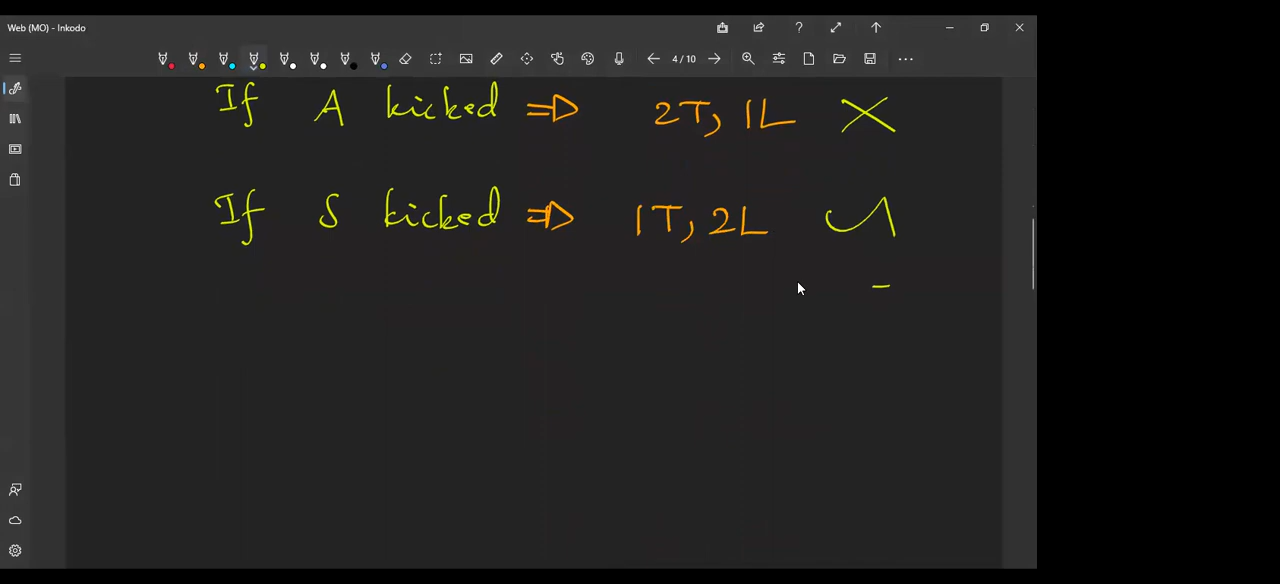 Web (MO) - Inkodo
4 / 10
If A kicked ⇒ 2T, 1L ✗
If S kicked ⇒ 1T, 2L ✓
-